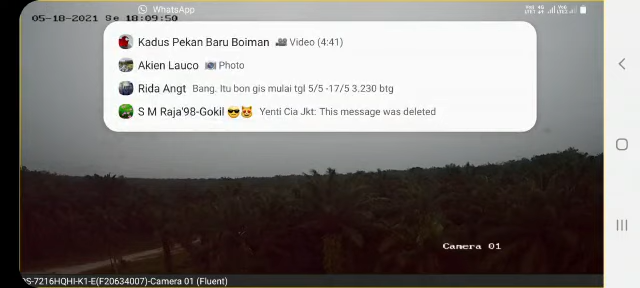 WhatsApp
05-18-2021 Se 18:09:50
Kadus Pekan Baru Boiman 🎥 Video (4:41)
Akien Lauco 📷 Photo
Rida Angt Bang. Itu bon gis mulai tgl 5/5 -17/5 3.230 btg
S M Raja'98-Gokil 😎😻 Yenti Cia Jkt: This message was deleted
Camera 01
DS-7216HQHI-K1-E(F20634007)-Camera 01 (Fluent)